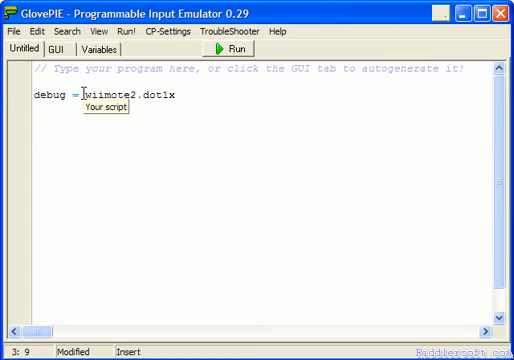 GlovePIE - Programmable Input Emulator 0.29
File Edit Search View Run! CP-Settings TroubleShooter Help
Untitled GUI Variables Run
// Type your program here, or click the GUI tab to autogenerate it!
debug = wiimote2.dot1x
Your script
3: 9 Modified Insert
Riddlersoft.com